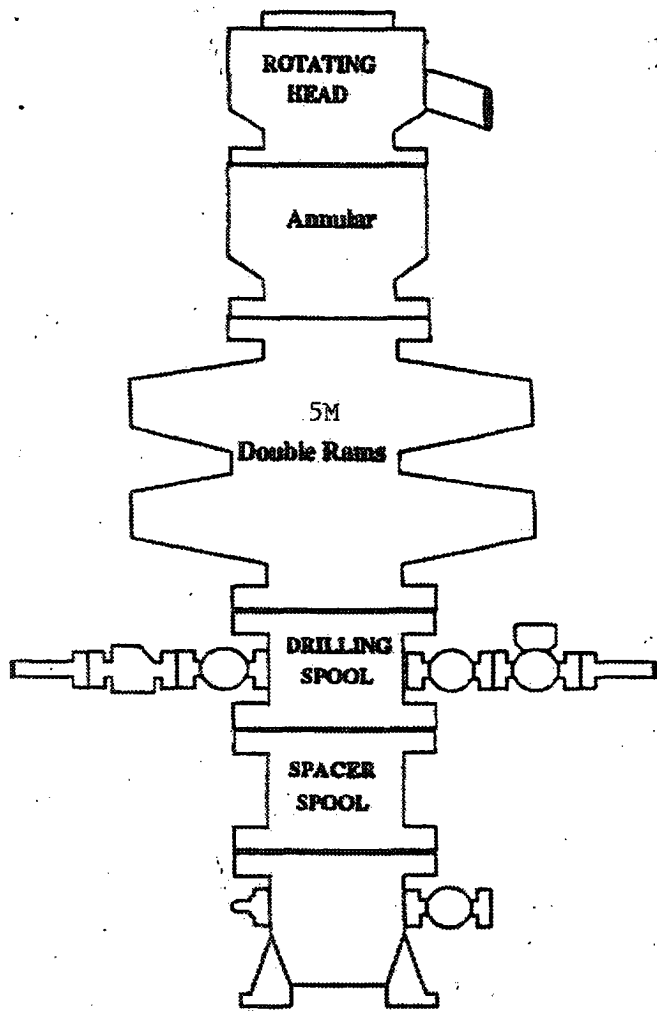 ROTATING
HEAD
Annular
5M
Double Rams
DRILLING
SPOOL
SPACER
SPOOL